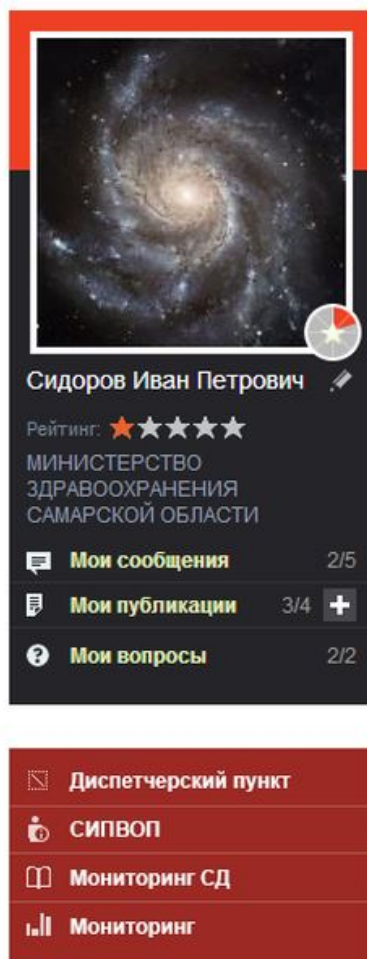 Сидоров Иван Петрович
Рейтинг:
МИНИСТЕРСТВО
ЗДРАВООХРАНЕНИЯ
САМАРСКОЙ ОБЛАСТИ
Мои сообщения 2/5
Мои публикации 3/4 +
? Мои вопросы 2/2
Диспетчерский пункт
СИПВОП
Мониторинг СД
Мониторинг